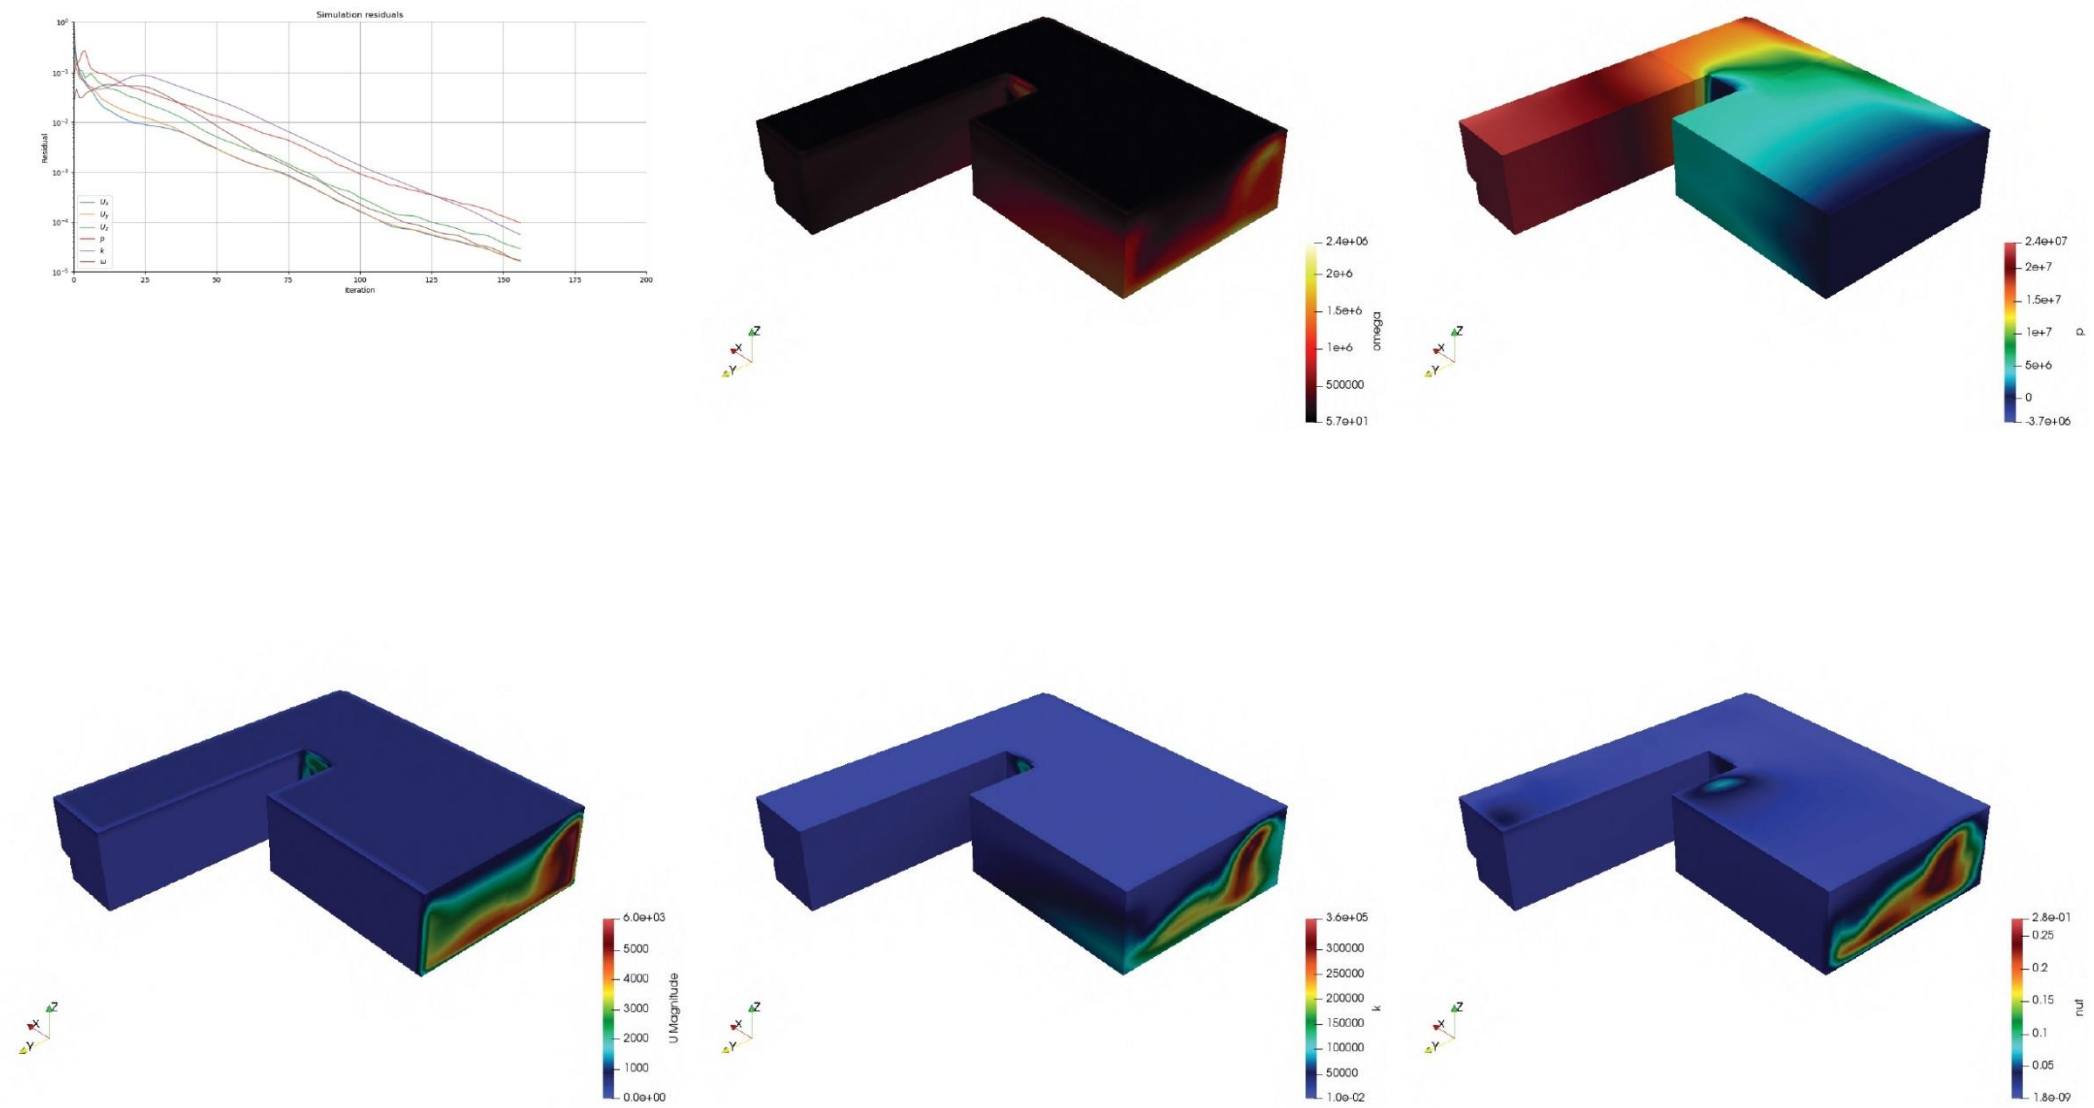 Simulation residuals
10⁰
10⁻¹
10⁻²
10⁻³
10⁻⁴
10⁻⁵
Residual
Uₓ
Uᵧ
U_z
p
k
ω
0 25 50 75 100 125 150 175 200
Iteration
Z
X
Y
2.4e+06
2e+6
1.5e+6
1e+6
500000
5.7e+01
omega
Z
X
Y
2.4e+07
2e+7
1.5e+7
1e+7
5e+6
0
-3.7e+06
p
Z
X
Y
6.0e+03
5000
4000
3000
2000
1000
0.0e+00
U Magnitude
Z
X
Y
3.6e+05
300000
250000
200000
150000
100000
50000
1.0e-02
k
Z
X
Y
2.8e-01
0.25
0.2
0.15
0.1
0.05
1.8e-09
nut